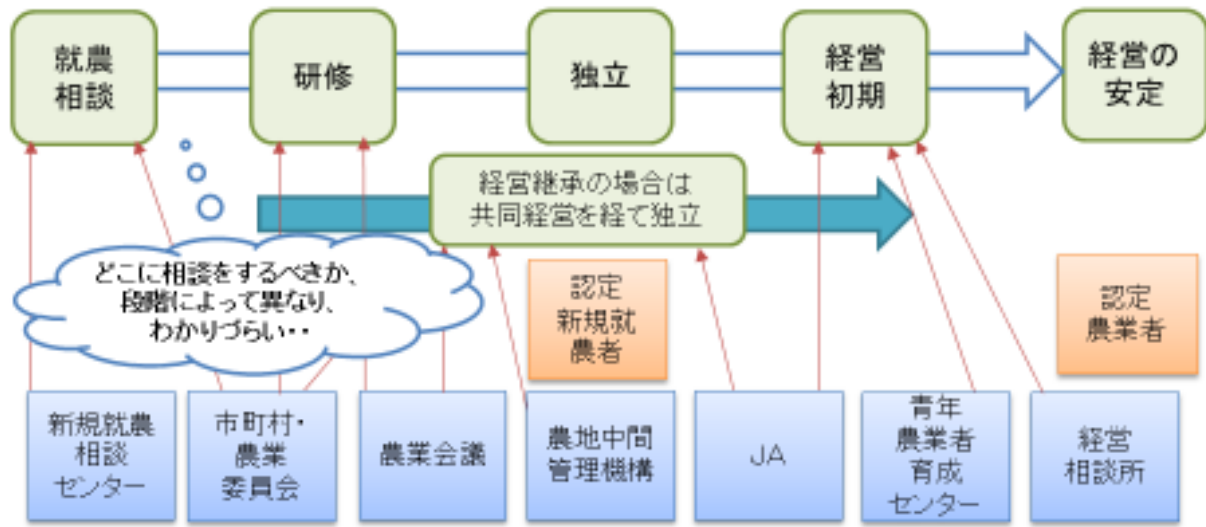 就農
相談
研修
独立
経営
初期
経営の
安定
経営継承の場合は
共同経営を経て独立
どこに相談をするべきか、
段階によって異なり、
わかりづらい・・
認定
新規就
農者
認定
農業者
新規就農
相談
センター
市町村・
農業
委員会
農業会議
農地中間
管理機構
JA
青年
農業者
育成
センター
経営
相談所